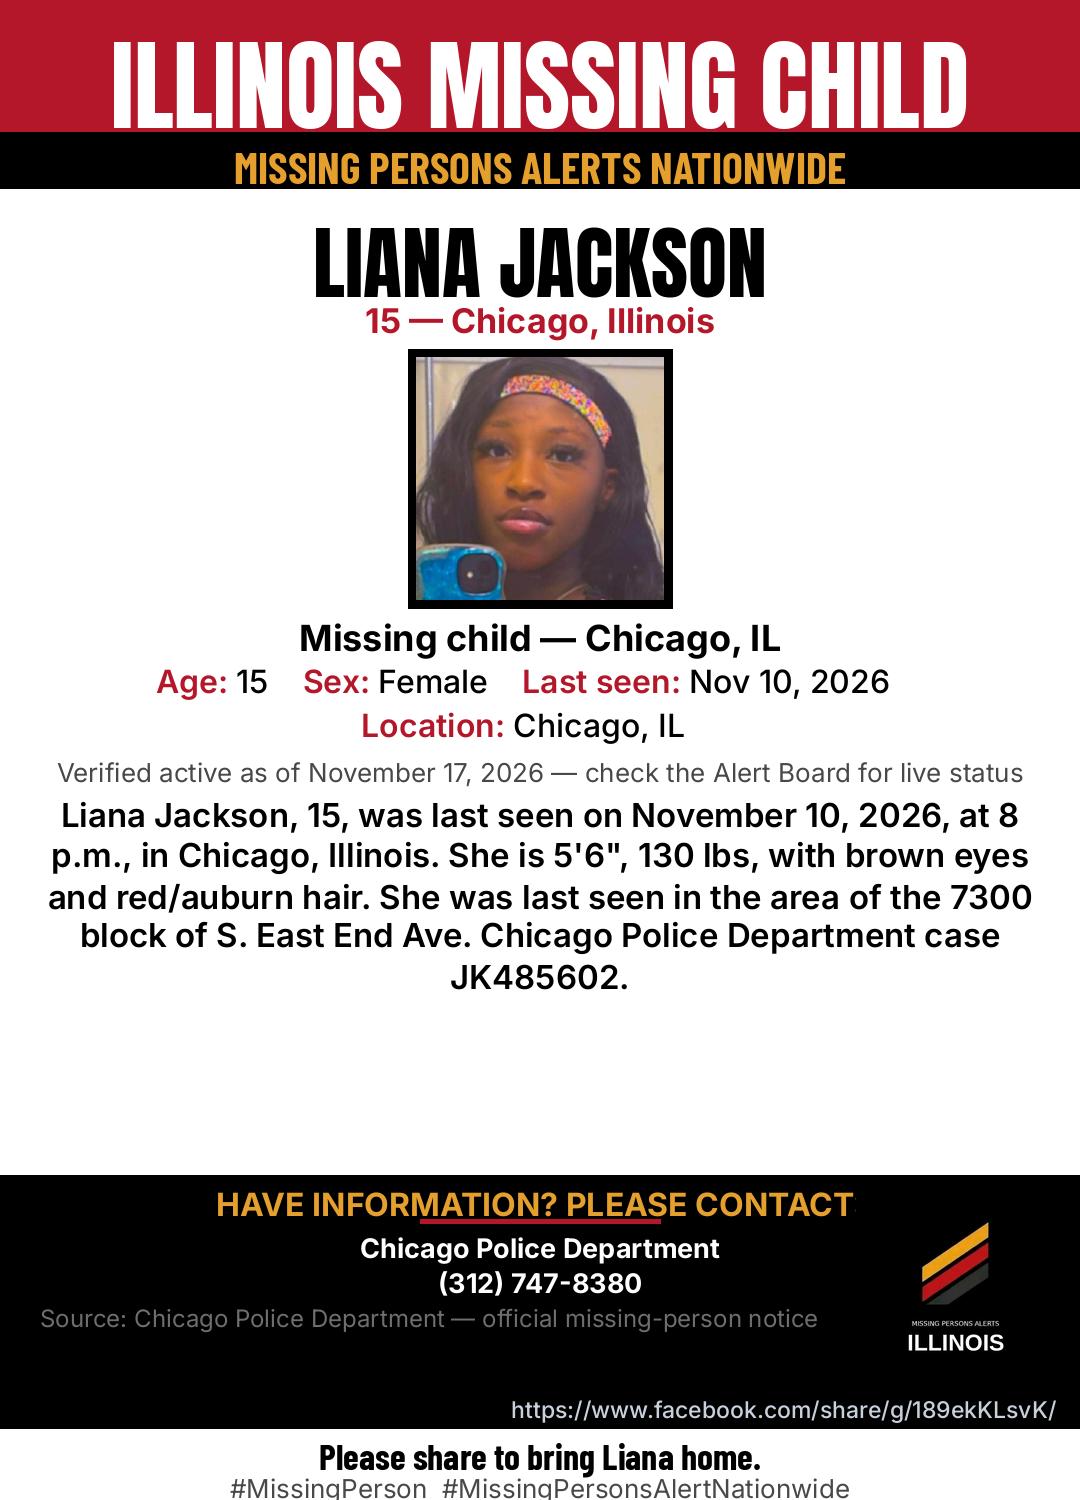 ILLINOIS MISSING CHILD
MISSING PERSONS ALERTS NATIONWIDE
LIANA JACKSON
15 — Chicago, Illinois
Missing child — Chicago, IL
Age: 15 Sex: Female Last seen: Nov 10, 2026
Location: Chicago, IL
Verified active as of November 17, 2026 — check the Alert Board for live status
Liana Jackson, 15, was last seen on November 10, 2026, at 8
p.m., in Chicago, Illinois. She is 5'6", 130 lbs, with brown eyes
and red/auburn hair. She was last seen in the area of the 7300
block of S. East End Ave. Chicago Police Department case
JK485602.
HAVE INFORMATION? PLEASE CONTACT:
Chicago Police Department
(312) 747-8380
Source: Chicago Police Department — official missing-person notice
MISSING PERSONS ALERTS
ILLINOIS
https://www.facebook.com/share/g/189ekKLsvK/
Please share to bring Liana home.
#MissingPerson #MissingPersonsAlertNationwide